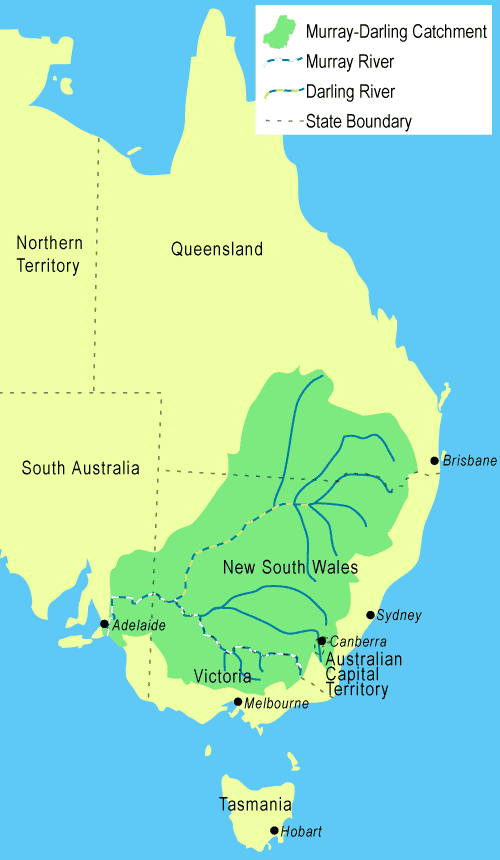 Murray-Darling Catchment
Murray River
Darling River
State Boundary
Northern
Territory
Queensland
South Australia
Brisbane
New South Wales
Sydney
Adelaide
Canberra
Australian
Capital
Territory
Victoria
Melbourne
Tasmania
Hobart